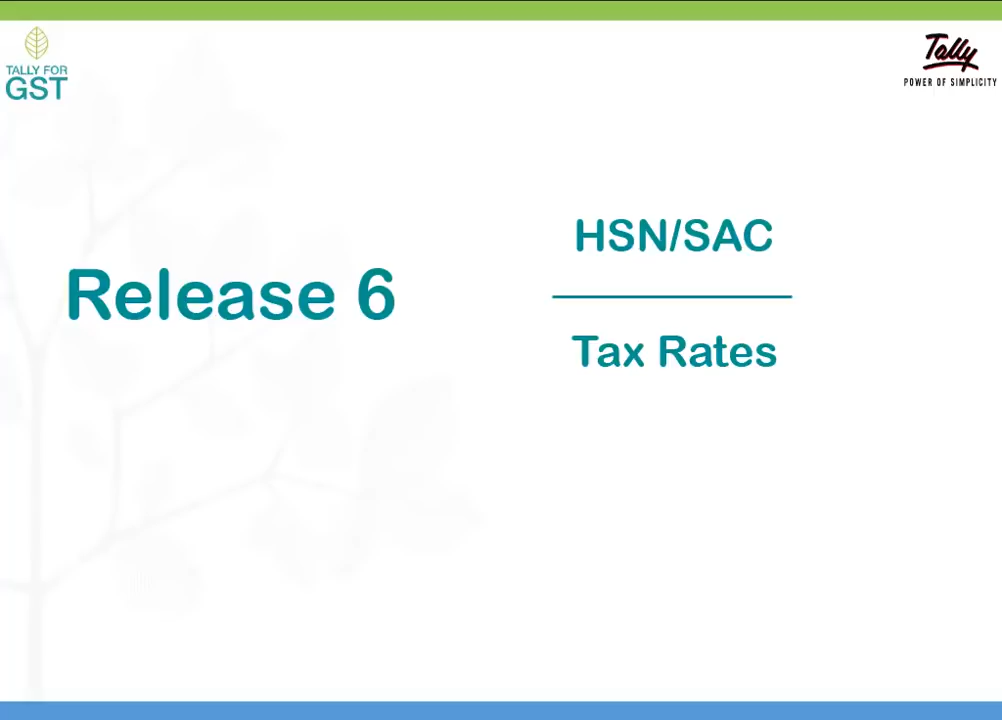 TALLY FOR
GST
Tally
POWER OF SIMPLICITY
Release 6
HSN/SAC
Tax Rates